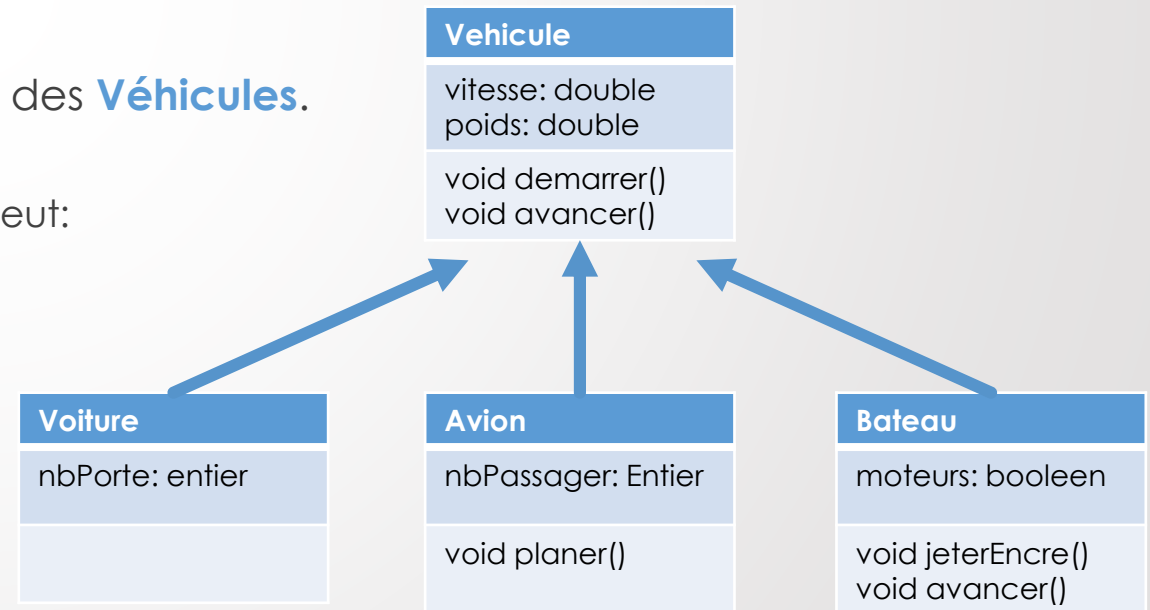 des Véhicules.
eut:
Vehicule
vitesse: double
poids: double
void demarrer()
void avancer()
Voiture
nbPorte: entier
Avion
nbPassager: Entier
void planer()
Bateau
moteurs: booleen
void jeterEncre()
void avancer()